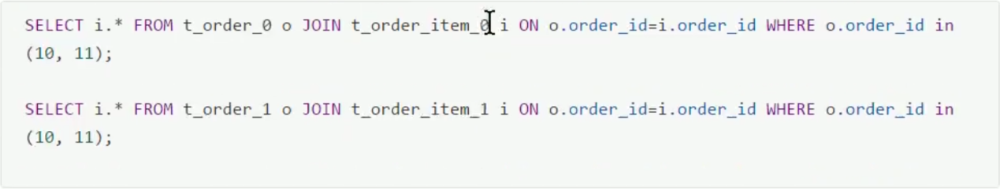 SELECT i.* FROM t_order_0 o JOIN t_order_item_0 i ON o.order_id=i.order_id WHERE o.order_id in
(10, 11);
SELECT i.* FROM t_order_1 o JOIN t_order_item_1 i ON o.order_id=i.order_id WHERE o.order_id in
(10, 11);